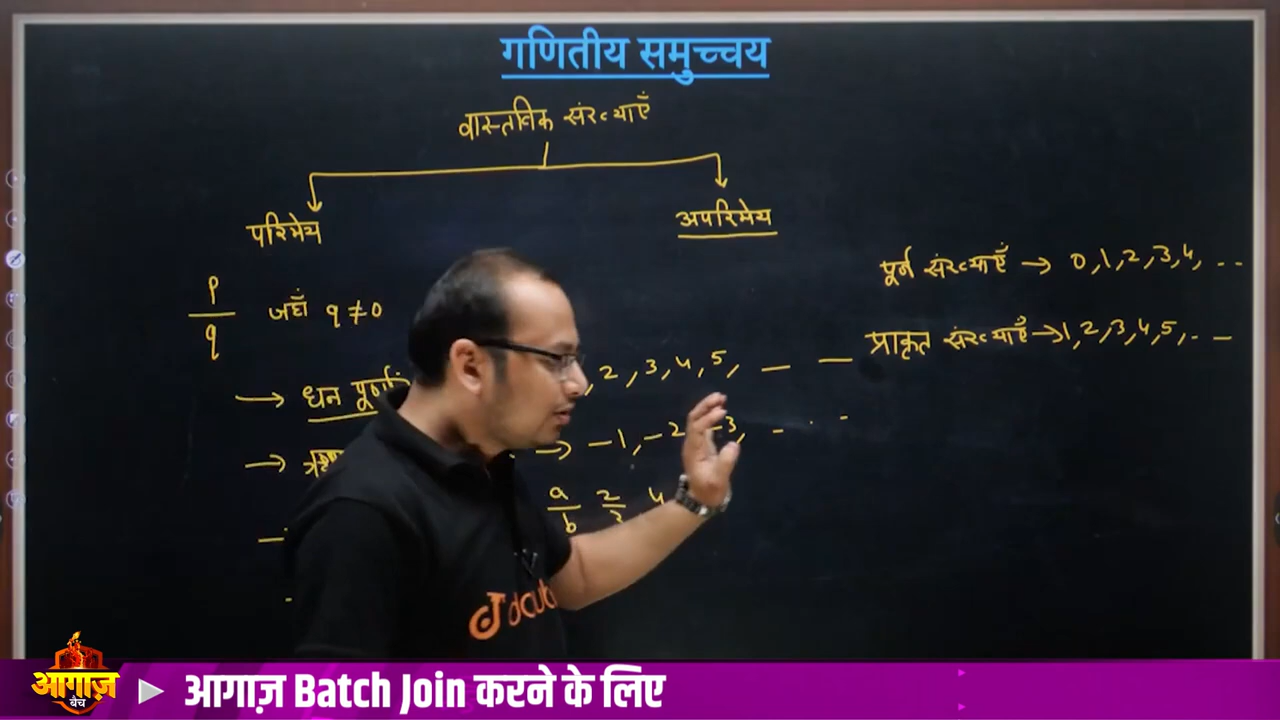 गणितीय समुच्चय
वास्तविक संख्याएँ
परिमेय
अपरिमेय
p/q जहाँ q ≠ 0
पूर्न संख्याएँ → 0,1,2,3,4, --
प्राकृत संख्याएँ → 1,2,3,4,5,- -
→ धन , 2, 3, 4, 5, — —
→ → -1, -2 -3, - - -
a/b 2/3 4
dcub
आगाज़
बैच
आगाज़ Batch Join करने के लिए